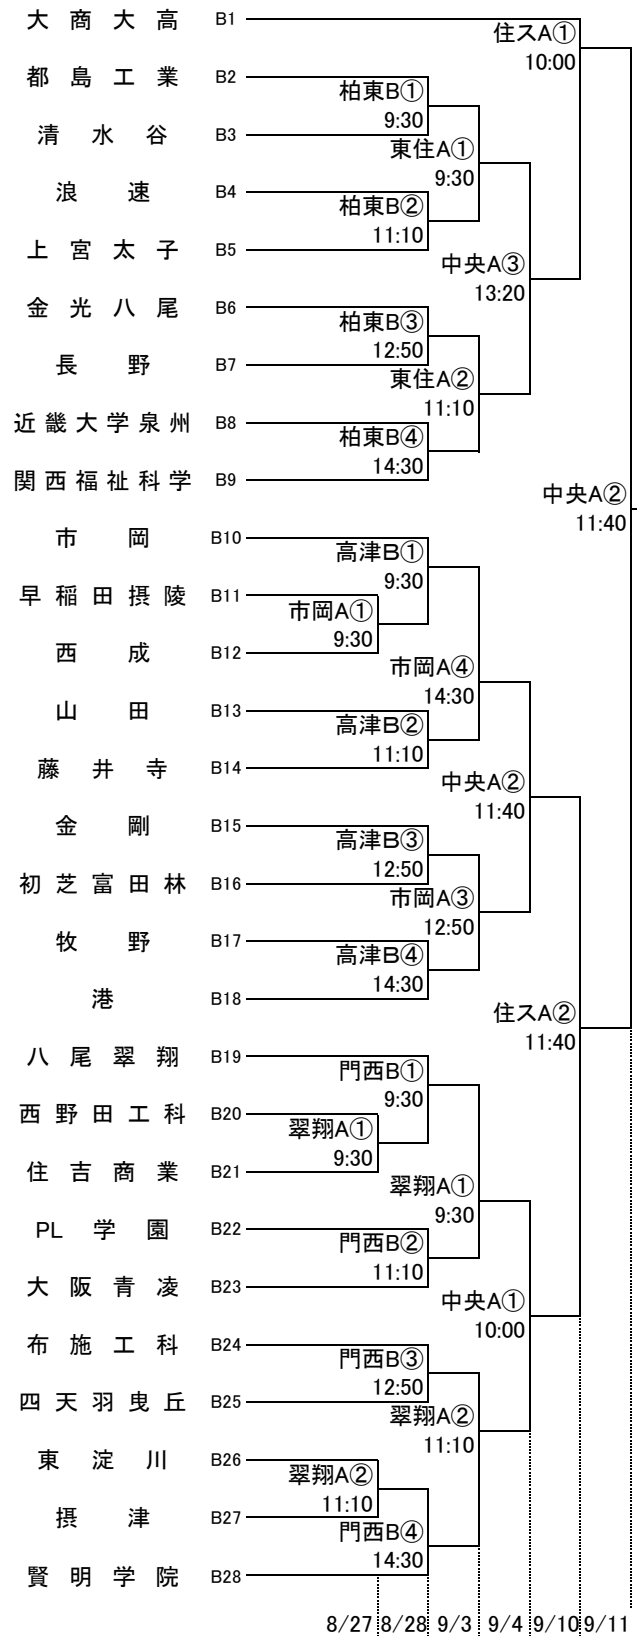 大商大高 B1
住スA①
10:00
都島工業 B2
柏東B①
9:30
清水谷 B3
東住A①
9:30
浪速 B4
柏東B②
11:10
上宮太子 B5
中央A③
13:20
金光八尾 B6
柏東B③
12:50
長野 B7
東住A②
11:10
近畿大学泉州 B8
柏東B④
14:30
関西福祉科学 B9
中央A②
11:40
市岡 B10
高津B①
9:30
早稲田摂陵 B11
市岡A①
9:30
西成 B12
市岡A④
14:30
山田 B13
高津B②
11:10
藤井寺 B14
中央A②
11:40
金剛 B15
高津B③
12:50
初芝富田林 B16
市岡A③
12:50
牧野 B17
高津B④
14:30
港 B18
住スA②
11:40
八尾翠翔 B19
門西B①
9:30
西野田工科 B20
翠翔A①
9:30
住吉商業 B21
翠翔A①
9:30
PL学園 B22
門西B②
11:10
大阪青凌 B23
中央A①
10:00
布施工科 B24
門西B③
12:50
四天羽曳丘 B25
翠翔A②
11:10
東淀川 B26
翠翔A②
11:10
摂津 B27
門西B④
14:30
賢明学院 B28
8/27 8/28 9/3 9/4 9/10 9/11